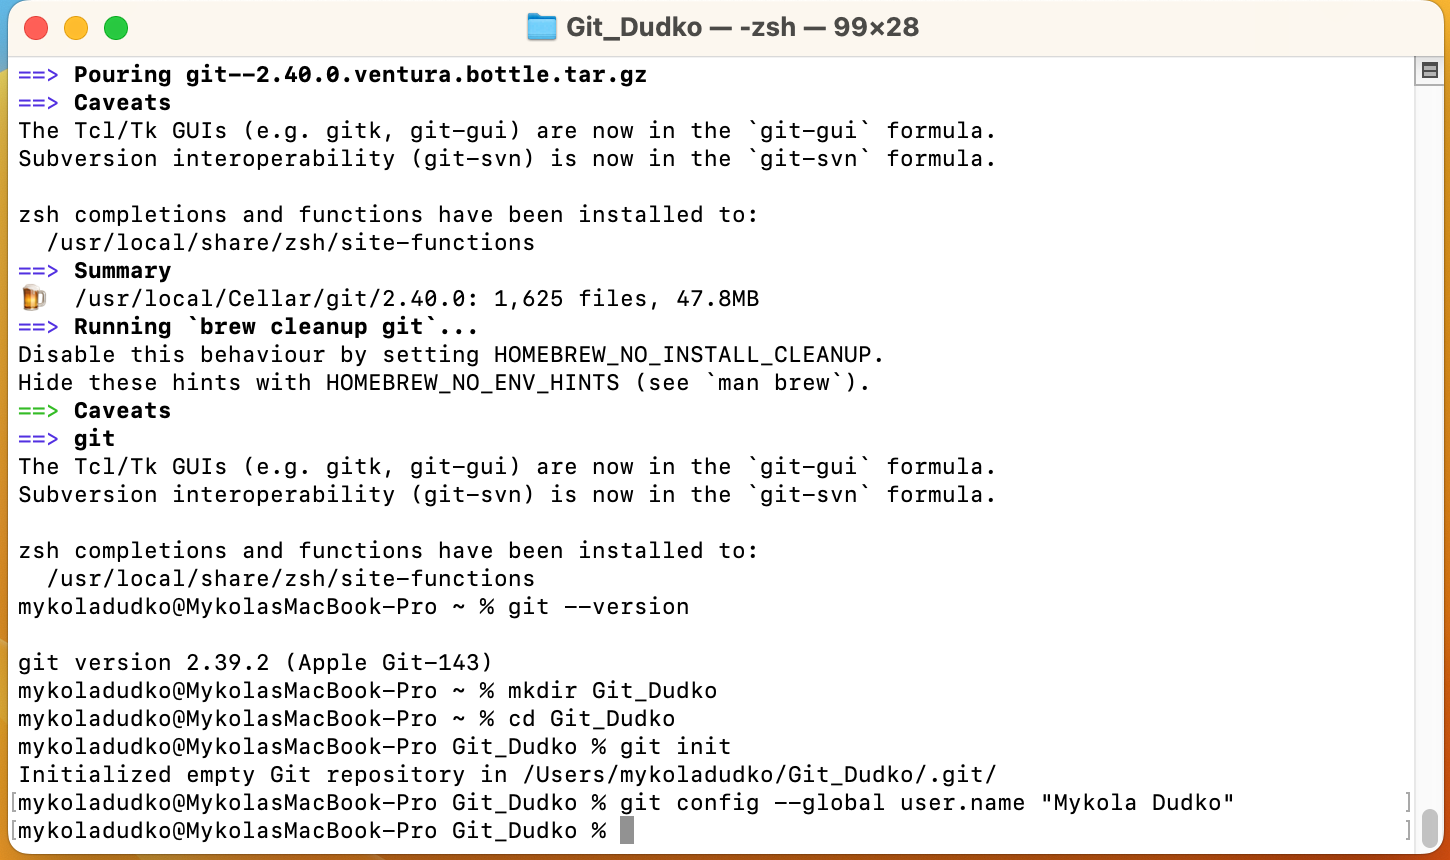 Git_Dudko — -zsh — 99×28
==> Pouring git--2.40.0.ventura.bottle.tar.gz
==> Caveats
The Tcl/Tk GUIs (e.g. gitk, git-gui) are now in the `git-gui` formula.
Subversion interoperability (git-svn) is now in the `git-svn` formula.
zsh completions and functions have been installed to:
  /usr/local/share/zsh/site-functions
==> Summary
🍺  /usr/local/Cellar/git/2.40.0: 1,625 files, 47.8MB
==> Running `brew cleanup git`...
Disable this behaviour by setting HOMEBREW_NO_INSTALL_CLEANUP.
Hide these hints with HOMEBREW_NO_ENV_HINTS (see `man brew`).
==> Caveats
==> git
The Tcl/Tk GUIs (e.g. gitk, git-gui) are now in the `git-gui` formula.
Subversion interoperability (git-svn) is now in the `git-svn` formula.
zsh completions and functions have been installed to:
  /usr/local/share/zsh/site-functions
mykoladudko@MykolasMacBook-Pro ~ % git --version
git version 2.39.2 (Apple Git-143)
mykoladudko@MykolasMacBook-Pro ~ % mkdir Git_Dudko
mykoladudko@MykolasMacBook-Pro ~ % cd Git_Dudko
mykoladudko@MykolasMacBook-Pro Git_Dudko % git init
Initialized empty Git repository in /Users/mykoladudko/Git_Dudko/.git/
[mykoladudko@MykolasMacBook-Pro Git_Dudko % git config --global user.name "Mykola Dudko" ]
[mykoladudko@MykolasMacBook-Pro Git_Dudko % ]